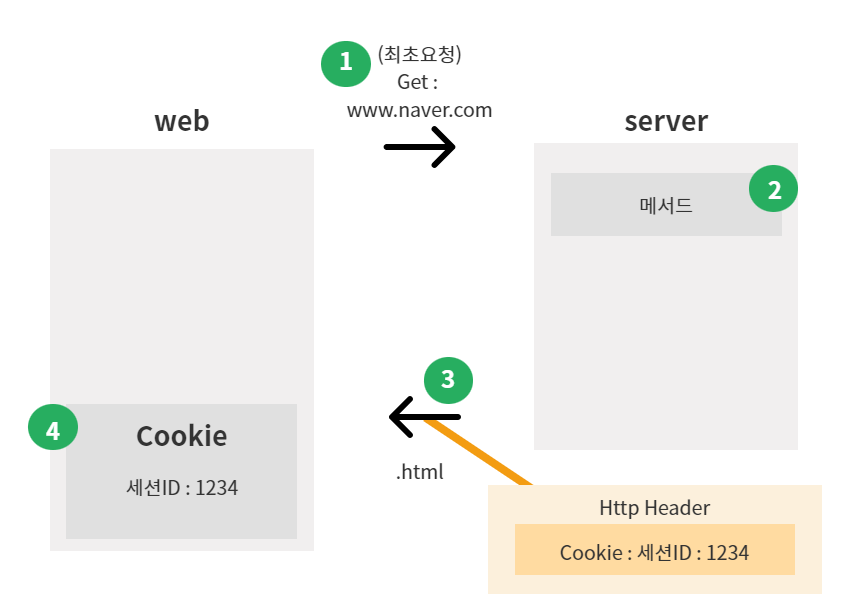 1
(최초요청)
Get :
www.naver.com
web
server
2
메서드
3
.html
4
Cookie
세션ID : 1234
Http Header
Cookie : 세션ID : 1234